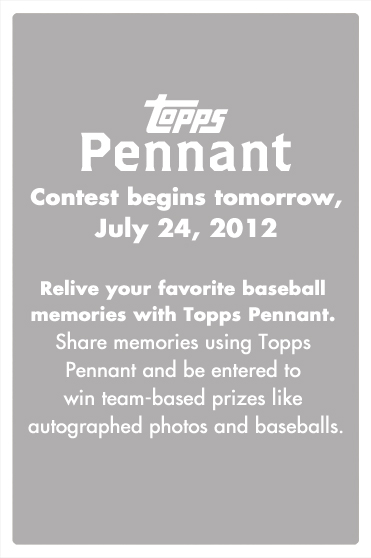 Topps
Pennant
Contest begins tomorrow,
July 24, 2012
Relive your favorite baseball
memories with Topps Pennant.
Share memories using Topps
Pennant and be entered to
win team-based prizes like
autographed photos and baseballs.